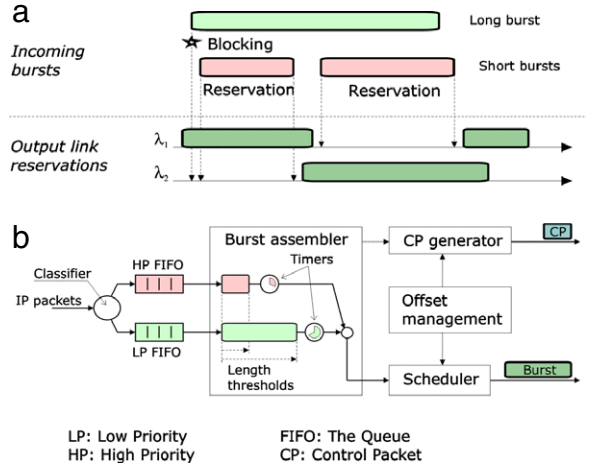 a
Long burst
Incoming
bursts
Blocking
Short bursts
Reservation
Reservation
Output link
reservations
λ1
λ2
b
Burst assembler
CP generator
CP
Classifier
HP FIFO
Timers
IP packets
Offset
management
LP FIFO
Length
thresholds
Scheduler
Burst
LP: Low Priority
FIFO: The Queue
HP: High Priority
CP: Control Packet